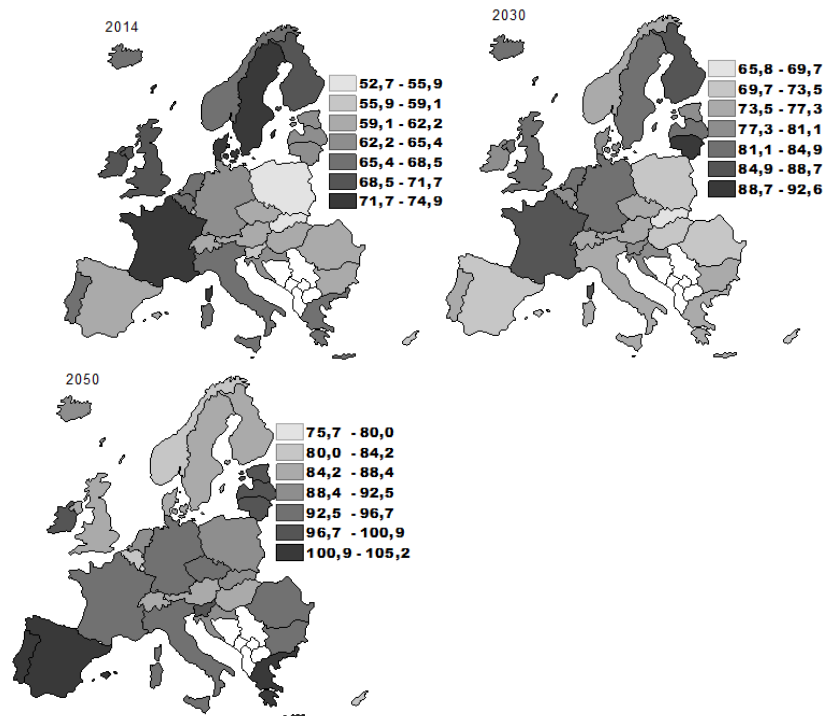 2014
52,7 - 55,9
55,9 - 59,1
59,1 - 62,2
62,2 - 65,4
65,4 - 68,5
68,5 - 71,7
71,7 - 74,9
2030
65,8 - 69,7
69,7 - 73,5
73,5 - 77,3
77,3 - 81,1
81,1 - 84,9
84,9 - 88,7
88,7 - 92,6
2050
75,7 - 80,0
80,0 - 84,2
84,2 - 88,4
88,4 - 92,5
92,5 - 96,7
96,7 - 100,9
100,9 - 105,2